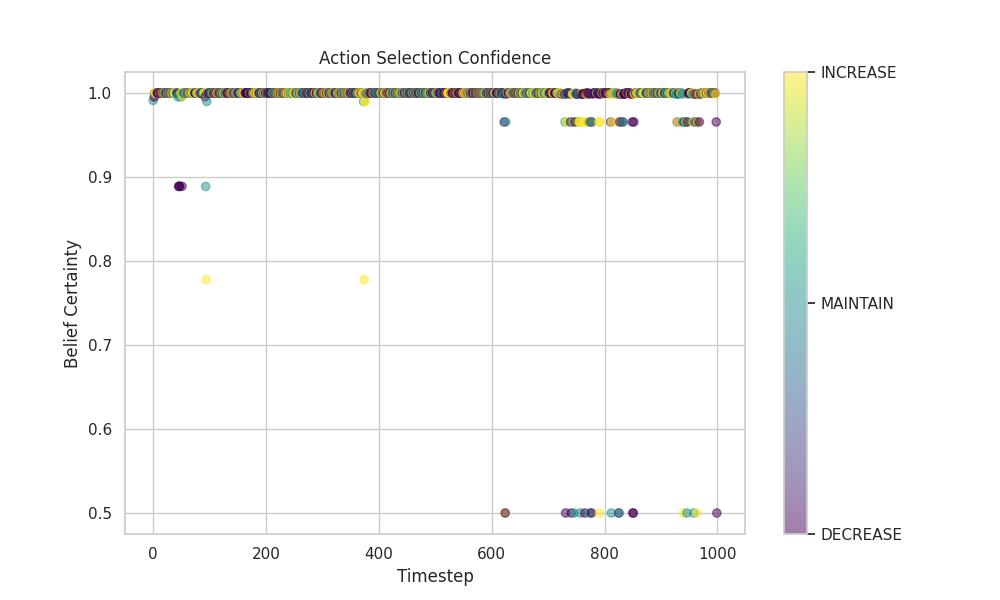 Action Selection Confidence
1.0
0.9
0.8
0.7
0.6
0.5
Belief Certainty
0
200
400
600
800
1000
Timestep
INCREASE
MAINTAIN
DECREASE